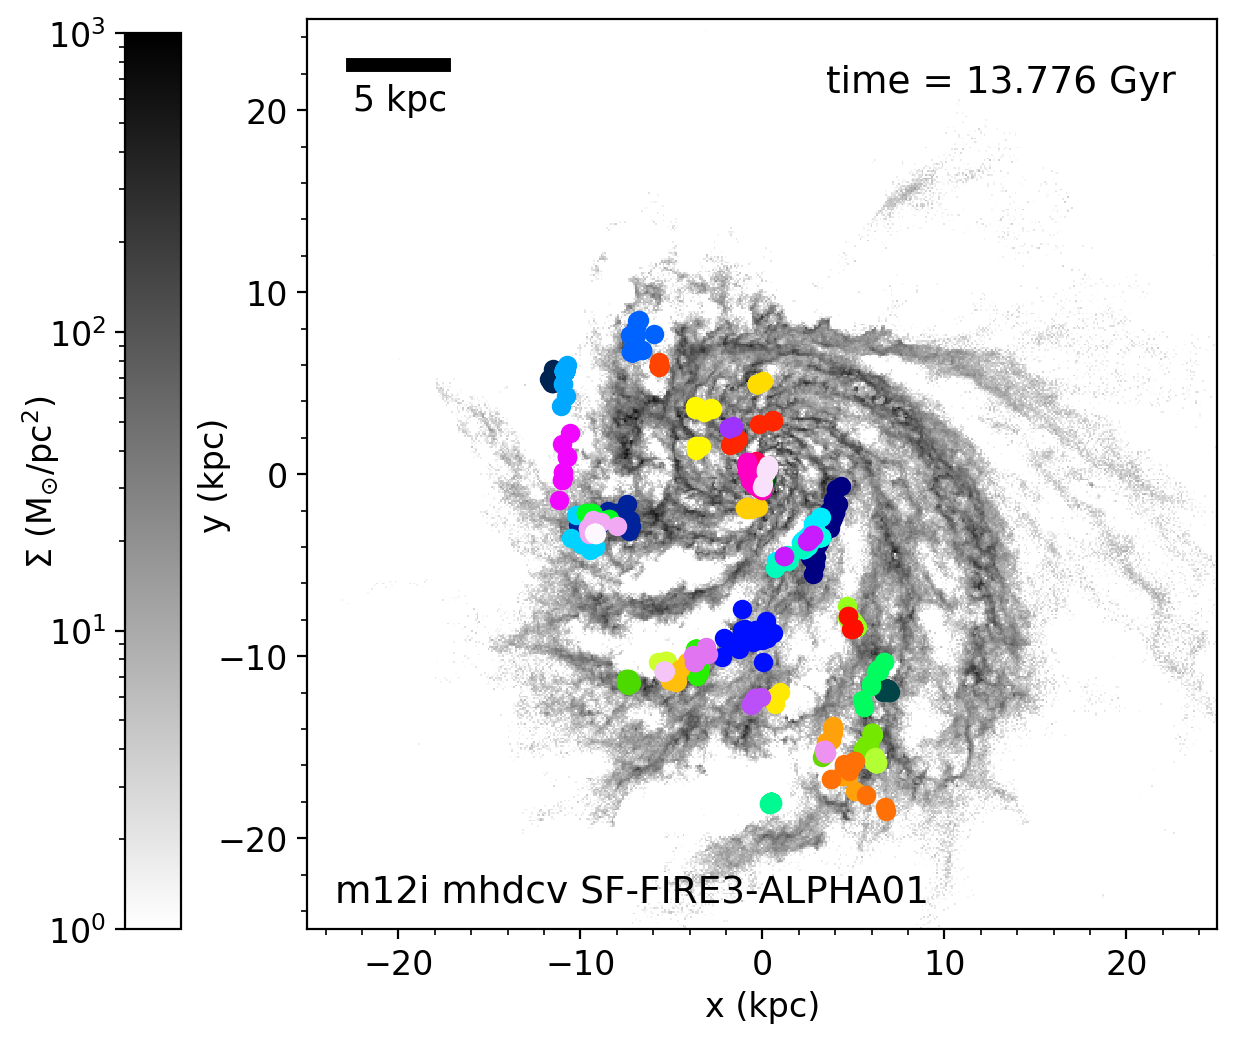 10³
10²
10¹
10⁰
Σ (M☉/pc²)
20
10
0
−10
−20
y (kpc)
5 kpc
time = 13.776 Gyr
m12i mhdcv SF-FIRE3-ALPHA01
−20
−10
0
10
20
x (kpc)